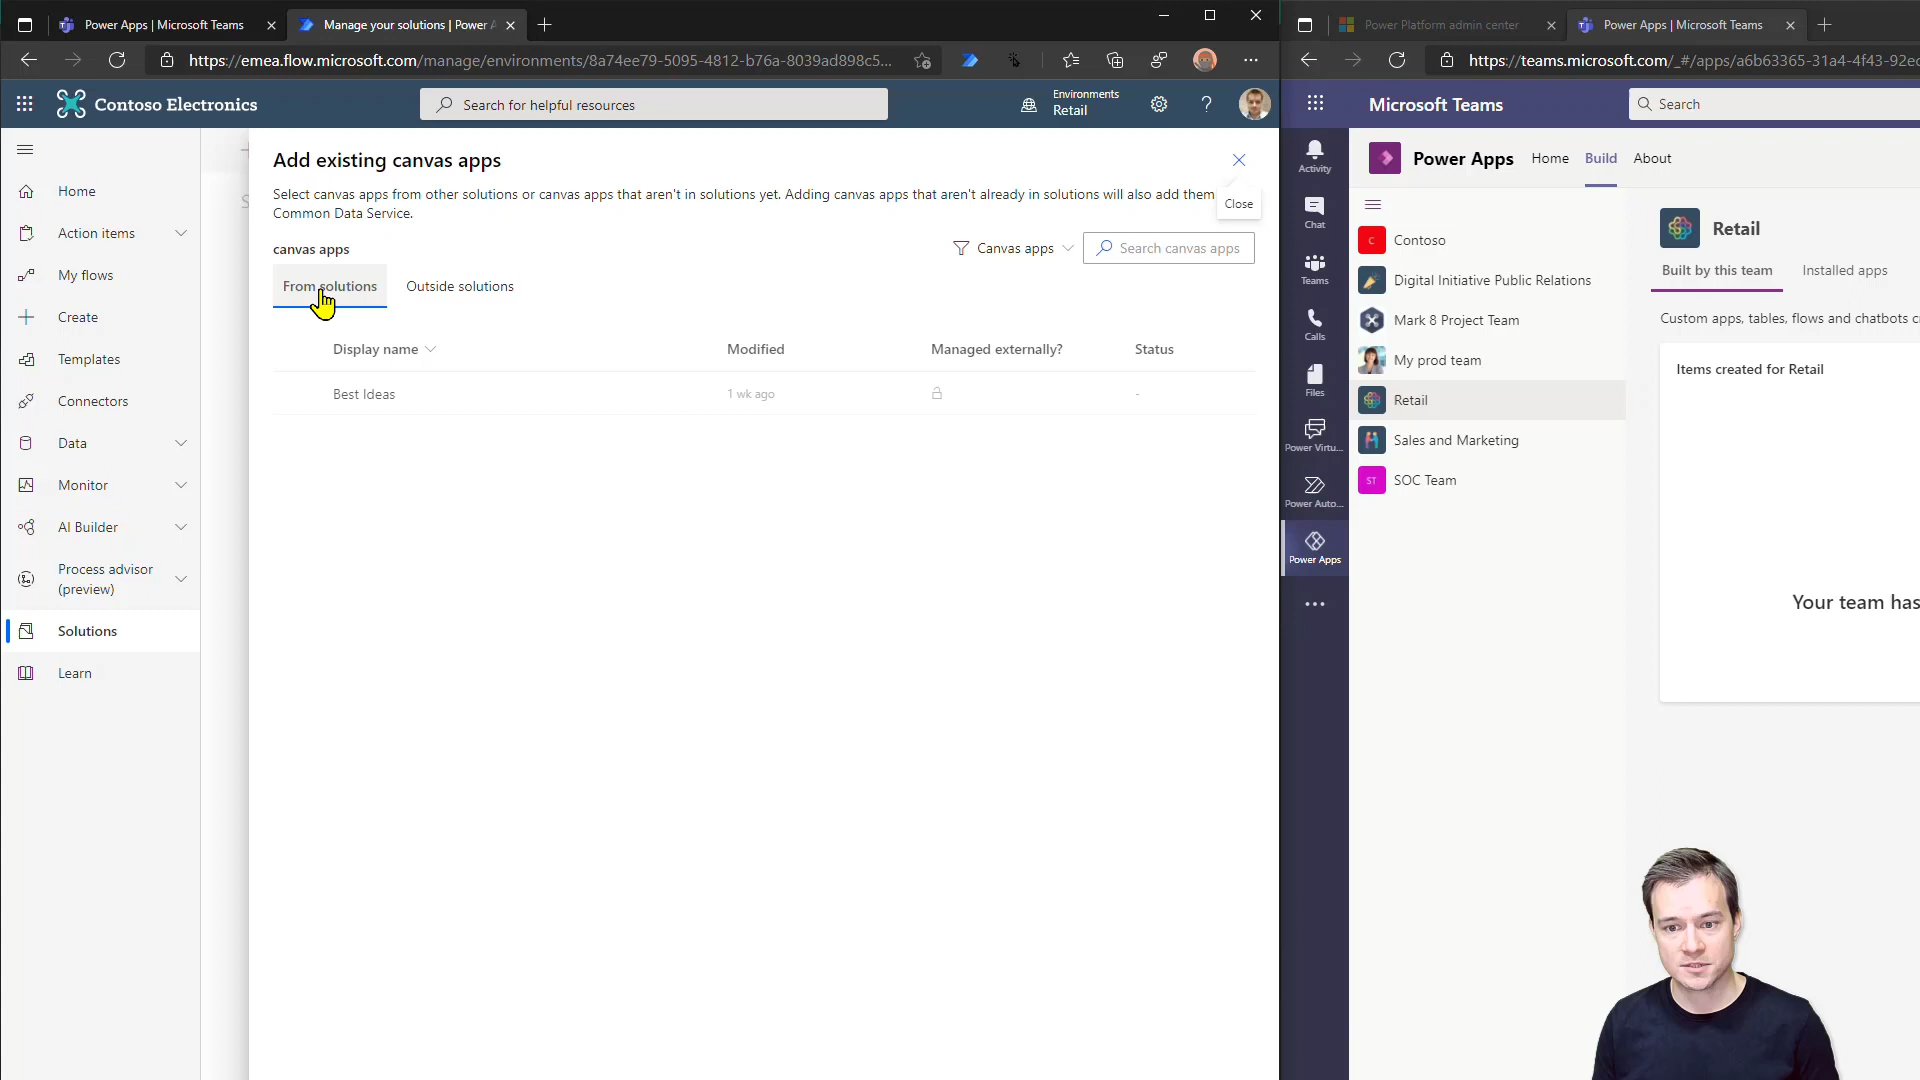 Power Apps | Microsoft Teams
Manage your solutions | Power A
https://emea.flow.microsoft.com/manage/environments/8a74ee79-5095-4812-b76a-8039ad898c5...
Contoso Electronics
Search for helpful resources
Environments
Retail
Home
Action items
My flows
Create
Templates
Connectors
Data
Monitor
AI Builder
Process advisor
(preview)
Solutions
Learn
Add existing canvas apps
Select canvas apps from other solutions or canvas apps that aren't in solutions yet. Adding canvas apps that aren't already in solutions will also add them
Common Data Service.
Close
canvas apps
Canvas apps
Search canvas apps
From solutions
Outside solutions
Display name
Modified
Managed externally?
Status
Best Ideas
1 wk ago
-
Power Platform admin center
Power Apps | Microsoft Teams
https://teams.microsoft.com/_#/apps/a6b63365-31a4-4f43-92ec
Microsoft Teams
Search
Activity
Chat
Teams
Calls
Files
Power Virtu...
Power Auto...
Power Apps
Power Apps
Home
Build
About
C
Contoso
Digital Initiative Public Relations
Mark 8 Project Team
My prod team
Retail
Sales and Marketing
ST
SOC Team
Retail
Built by this team
Installed apps
Custom apps, tables, flows and chatbots c
Items created for Retail
Your team has